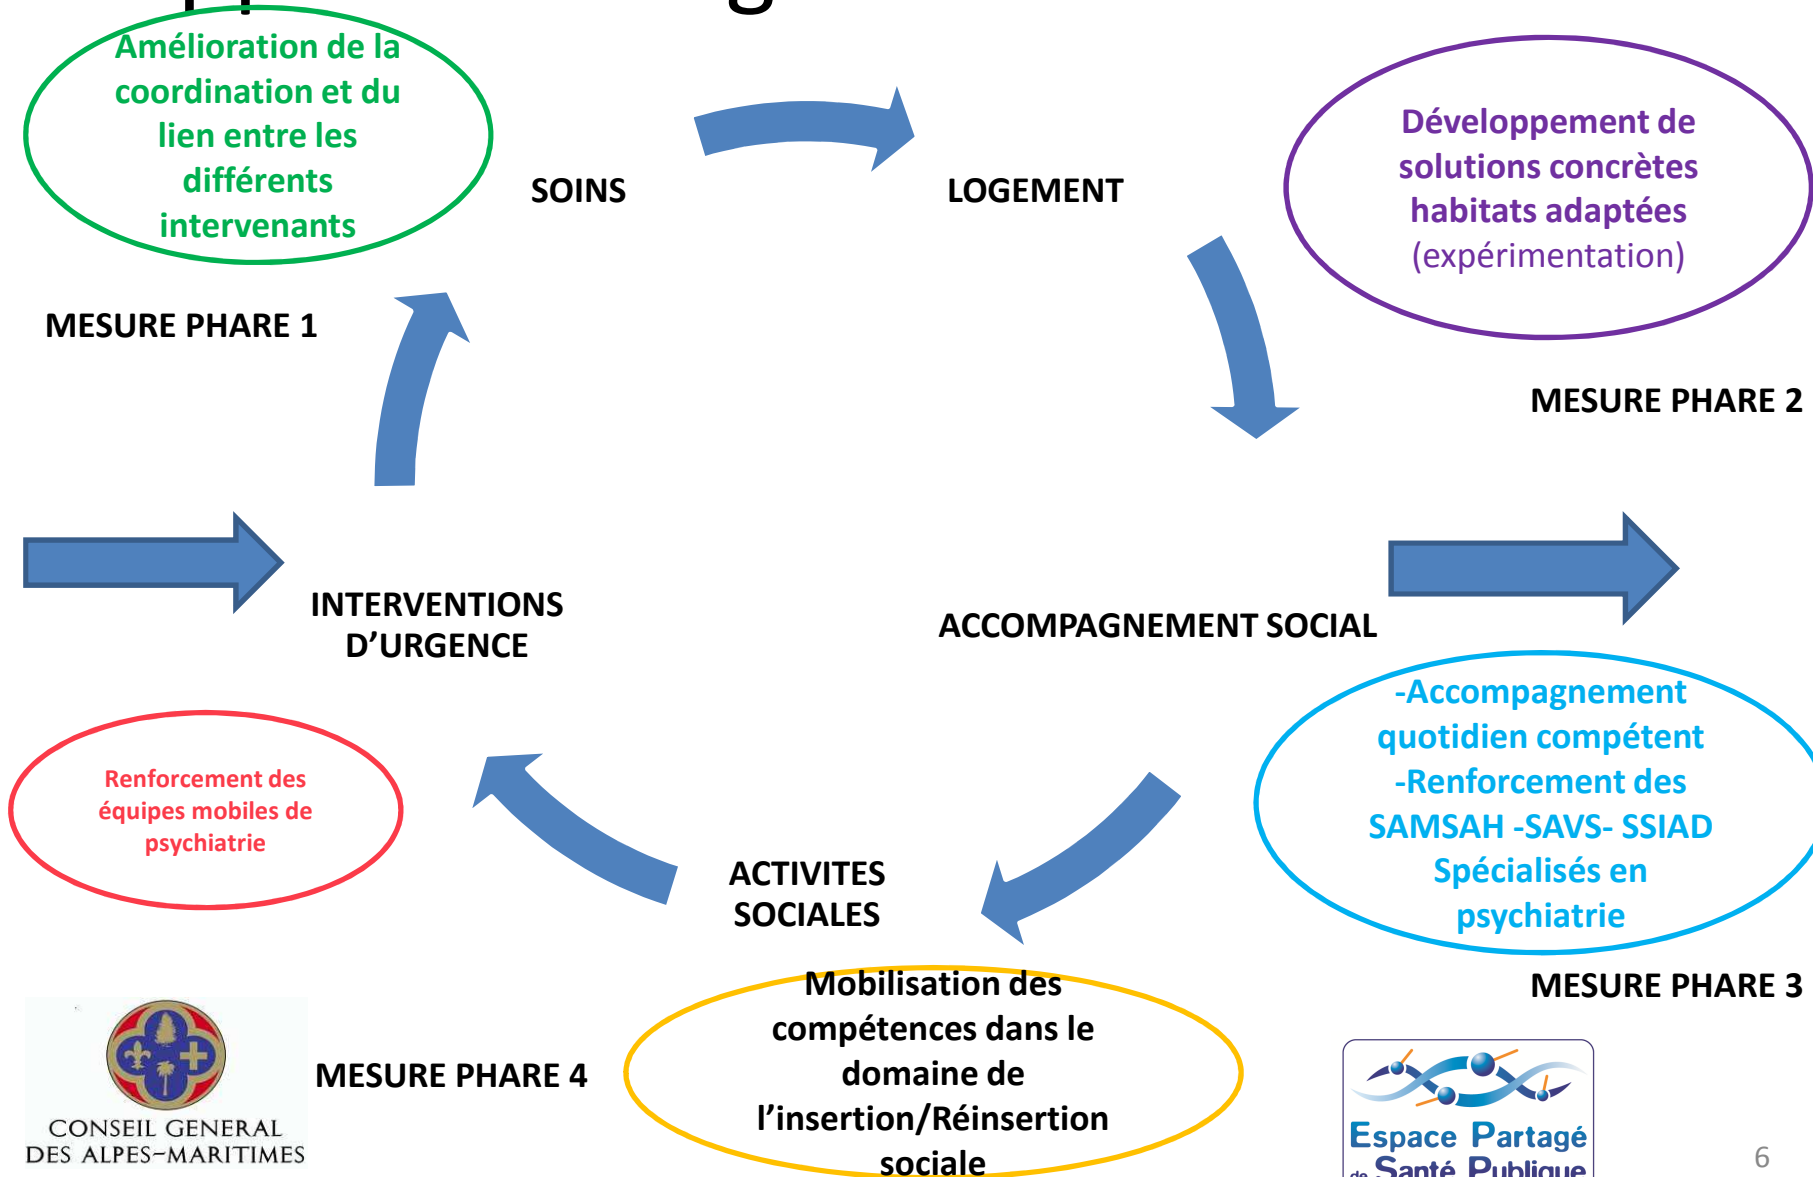 Amélioration de la
coordination et du
lien entre les
différents
intervenants
SOINS
LOGEMENT
Développement de
solutions concrètes
habitats adaptées
(expérimentation)
MESURE PHARE 1
MESURE PHARE 2
INTERVENTIONS
D’URGENCE
ACCOMPAGNEMENT SOCIAL
-Accompagnement
quotidien compétent
-Renforcement des
SAMSAH -SAVS- SSIAD
Spécialisés en
psychiatrie
Renforcement des
équipes mobiles de
psychiatrie
ACTIVITES
SOCIALES
MESURE PHARE 3
Mobilisation des
compétences dans le
domaine de
l’insertion/Réinsertion
sociale
MESURE PHARE 4
CONSEIL GENERAL
DES ALPES-MARITIMES
Espace Partagé
de Santé Publique
6